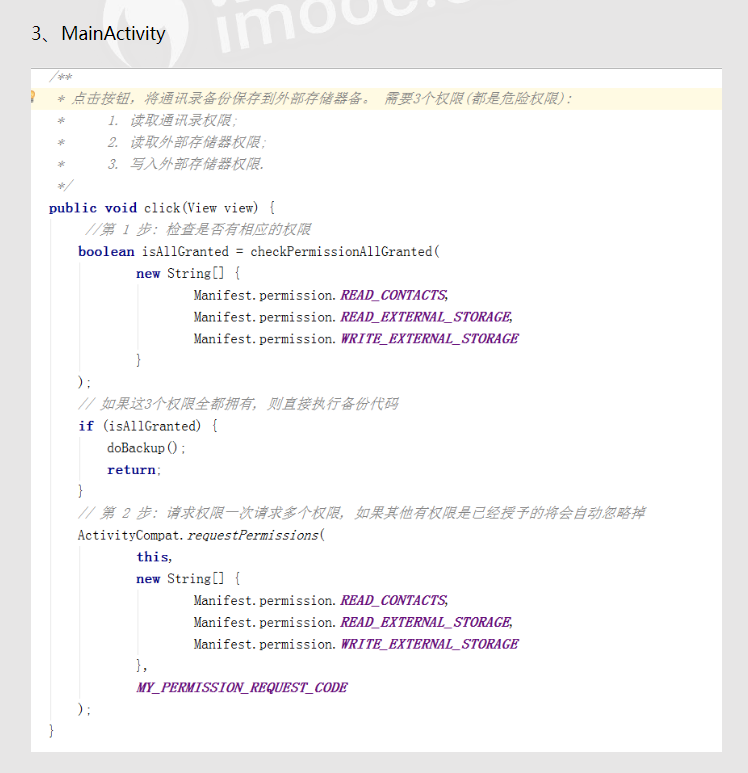 imooc.
3、MainActivity
/**
* 点击按钮，将通讯录备份保存到外部存储器备。 需要3个权限(都是危险权限):
* 1. 读取通讯录权限;
* 2. 读取外部存储器权限;
* 3. 写入外部存储器权限.
*/
public void click(View view) {
//第 1 步: 检查是否有相应的权限
boolean isAllGranted = checkPermissionAllGranted(
new String[] {
Manifest.permission.READ_CONTACTS,
Manifest.permission.READ_EXTERNAL_STORAGE,
Manifest.permission.WRITE_EXTERNAL_STORAGE
}
);
// 如果这3个权限全都拥有, 则直接执行备份代码
if (isAllGranted) {
doBackup();
return;
}
// 第 2 步: 请求权限一次请求多个权限, 如果其他有权限是已经授予的将会自动忽略掉
ActivityCompat.requestPermissions(
this,
new String[] {
Manifest.permission.READ_CONTACTS,
Manifest.permission.READ_EXTERNAL_STORAGE,
Manifest.permission.WRITE_EXTERNAL_STORAGE
},
MY_PERMISSION_REQUEST_CODE
);
}